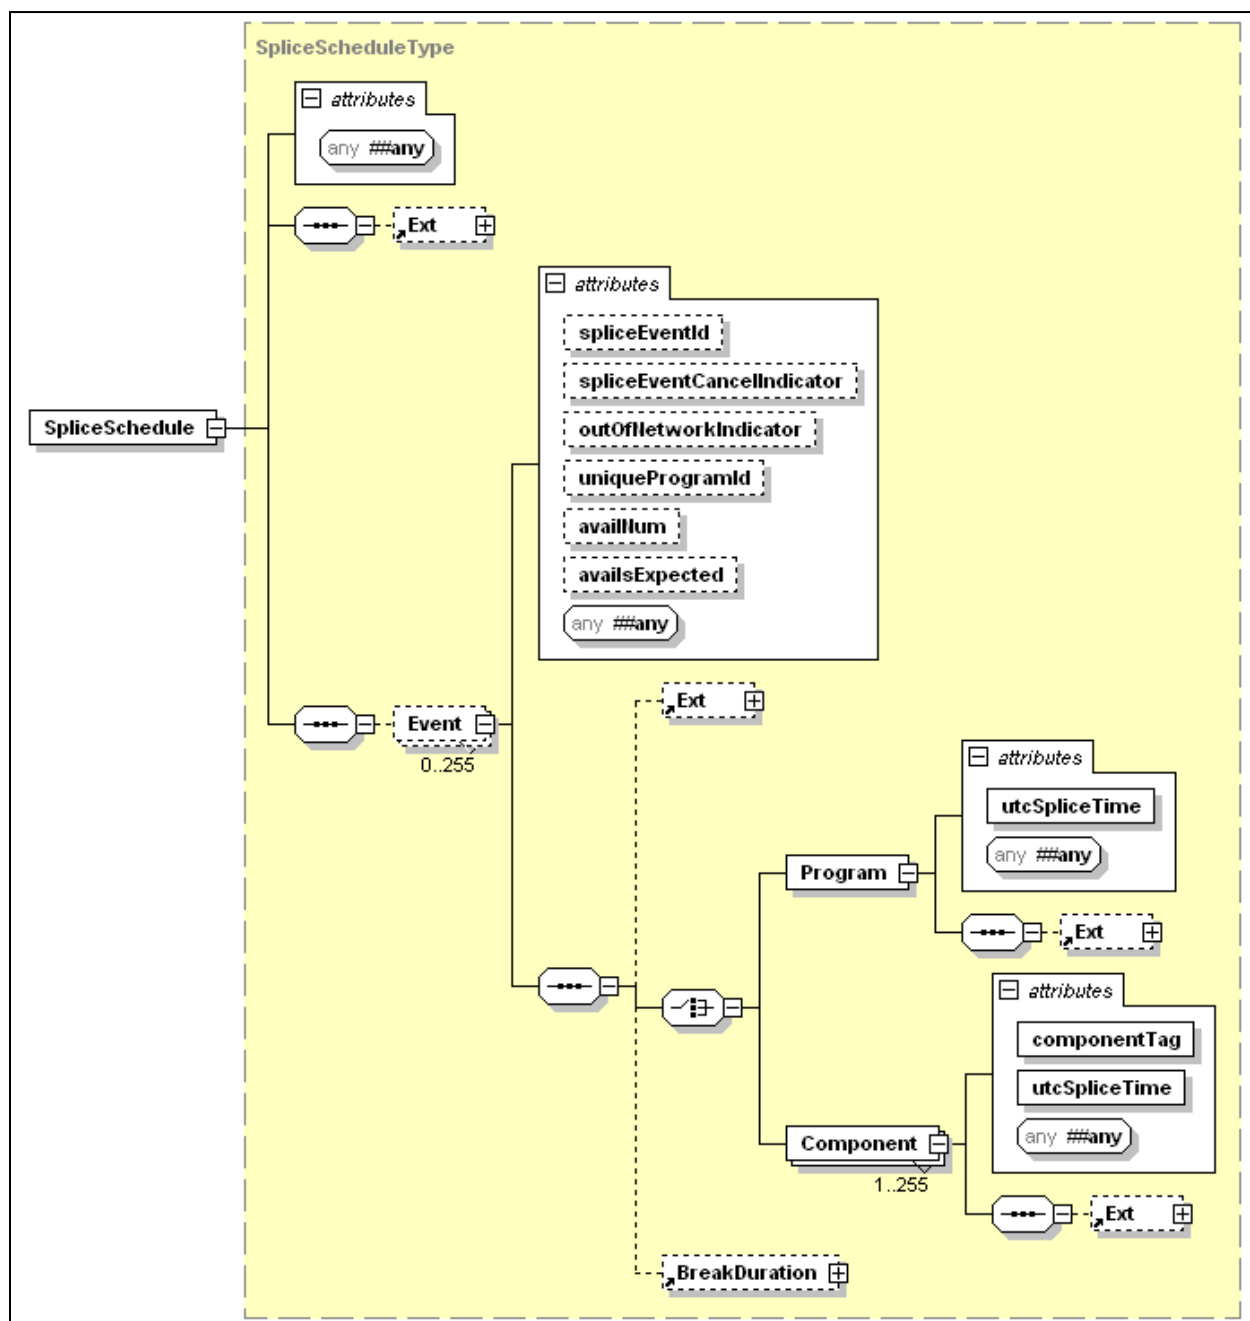 SpliceScheduleType
attributes
any ##any
Ext
attributes
spliceEventId
spliceEventCancelIndicator
outOfNetworkIndicator
SpliceSchedule
uniqueProgramId
availNum
availsExpected
any ##any
Ext
Event
0..255
attributes
utcSpliceTime
any ##any
Program
Ext
attributes
componentTag
utcSpliceTime
any ##any
Component
1..255
Ext
BreakDuration